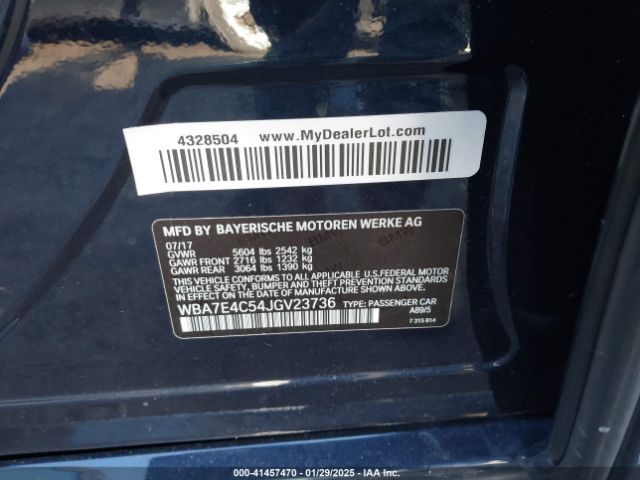 4328504 www.MyDealerLot.com
MFD BY BAYERISCHE MOTOREN WERKE AG
07/17
GVWR 5604 lbs 2542 kg
GAWR FRONT 2716 lbs 1232 kg
GAWR REAR 3064 lbs 1390 kg
THIS VEHICLE CONFORMS TO ALL APPLICABLE U.S.FEDERAL MOTOR
VEHICLE SAFETY, BUMPER AND THEFT PREVENTION
STANDARDS IN EFFECT ON THE DATE OF MANUFACTURE SHOWN ABOVE.
WBA7E4C54JGV23736 TYPE: PASSENGER CAR
A89/5
7 315 814
000-41457470 | 01/29/2025 - IAA Inc.